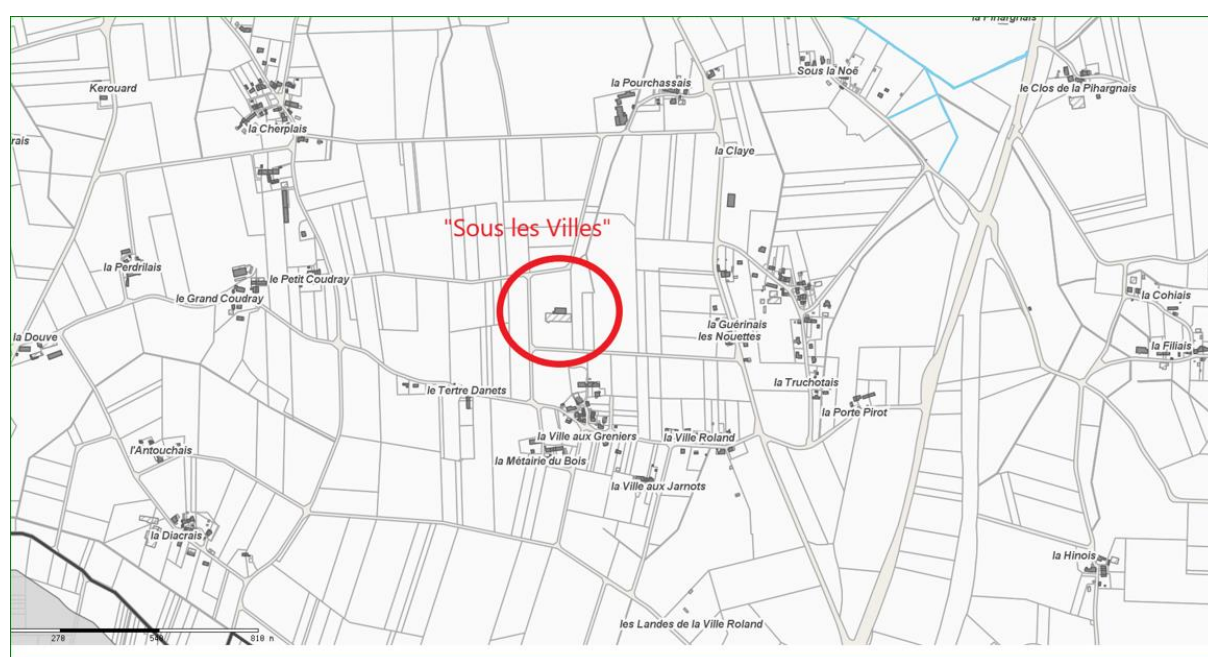 la Pihargnais
Kerouard
la Pourchassais
Sous la Noë
le Clos de la Pihargnais
la Cherplais
rais
la Claye
"Sous les Villes"
la Perdrilais
le Petit Coudray
le Grand Coudray
la Cohiais
la Douve
la Guérinais
les Nouettes
la Filiais
le Tertre Danets
la Truchotais
la Porte Pirot
la Ville aux Greniers
la Ville Roland
l'Antouchais
la Métairie du Bois
la Ville aux Jarnots
la Diacrais
la Hinois
les Landes de la Ville Roland
278 540 818 m